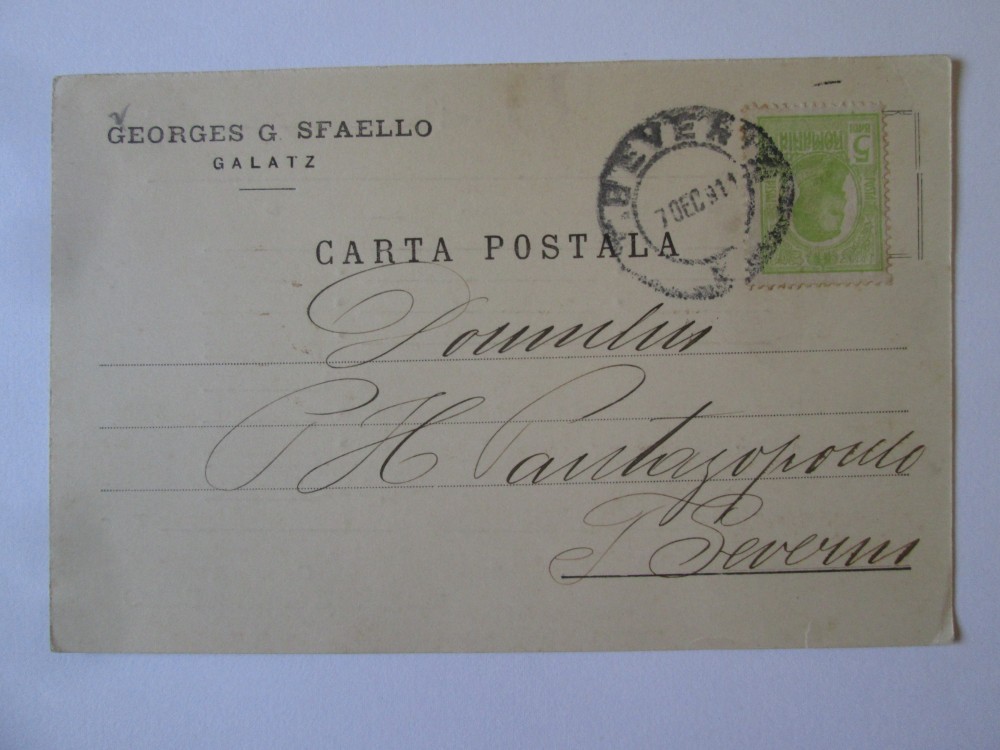 GEORGES G. SFAELLO
GALATZ
T. SEVERIN
7 DEC 911
5
ROMANIA
CARTA POSTALA
Domnului
P H Pantazopoulo
T Severin